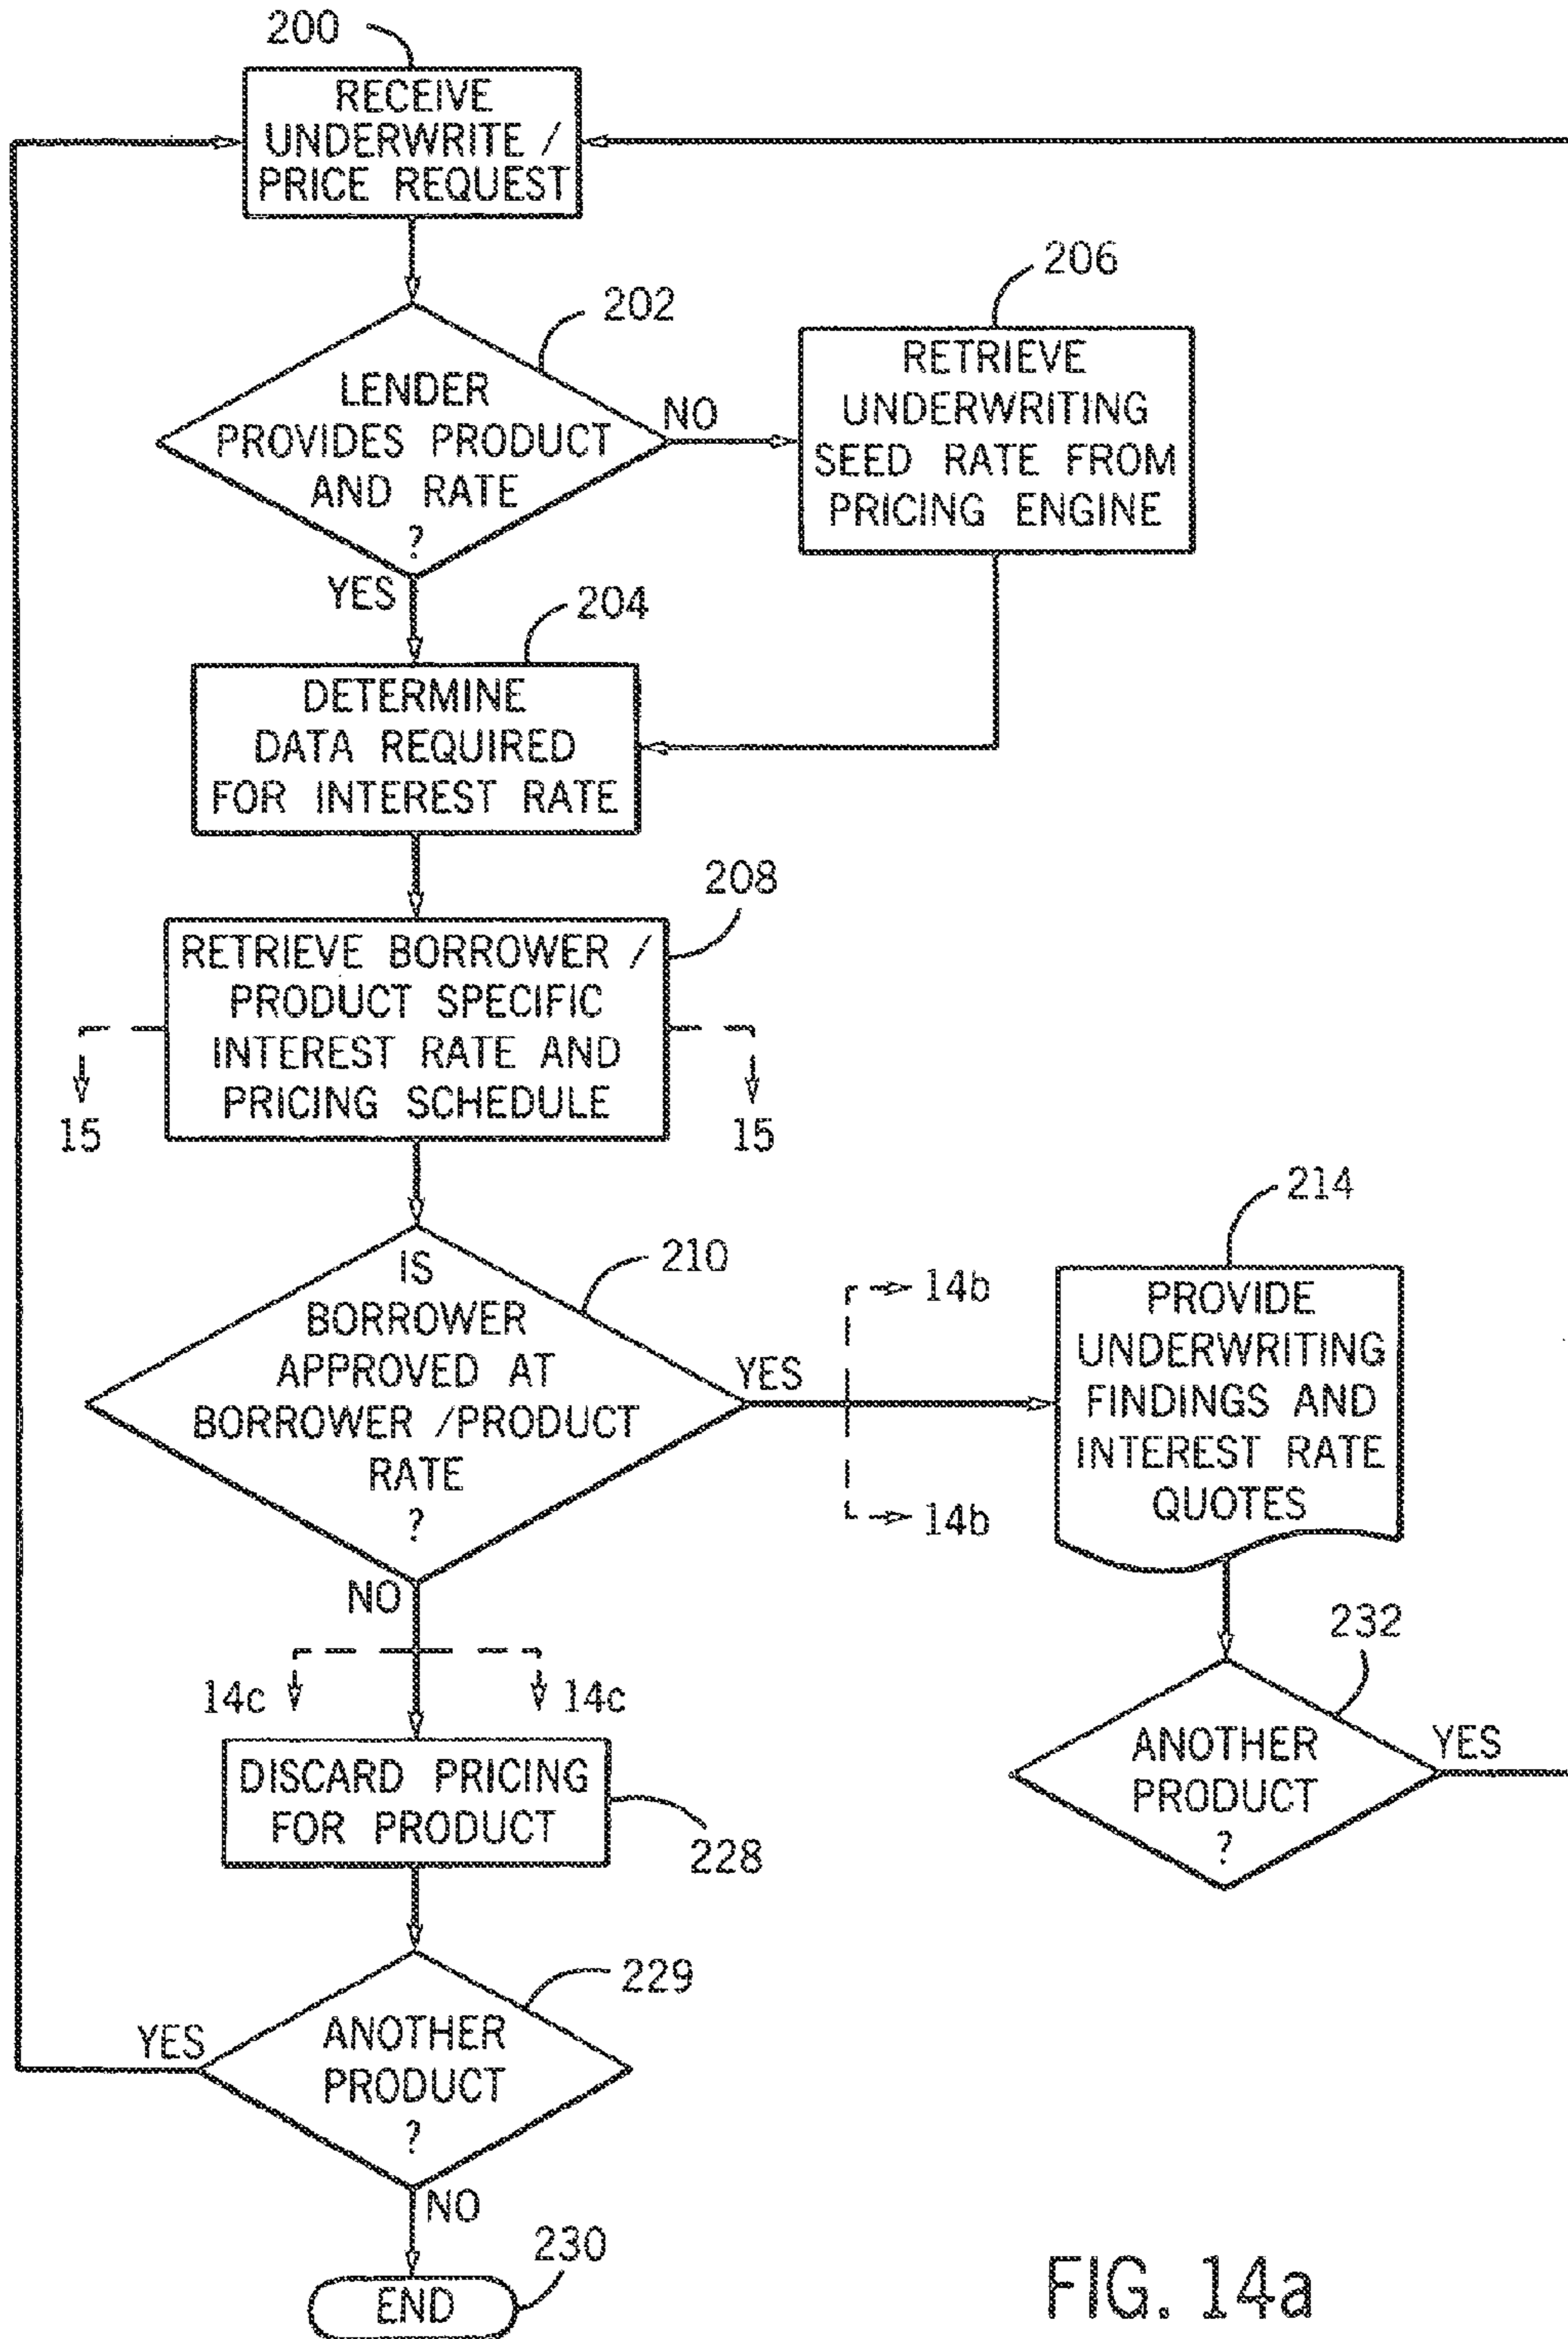 200
RECEIVE
UNDERWRITE /
PRICE REQUEST
206
202
RETRIEVE
UNDERWRITING
SEED RATE FROM
PRICING ENGINE
LENDER
PROVIDES PRODUCT
AND RATE
?
NO
YES
204
DETERMINE
DATA REQUIRED
FOR INTEREST RATE
208
RETRIEVE BORROWER /
PRODUCT SPECIFIC
INTEREST RATE AND
PRICING SCHEDULE
15
15
214
210
IS
BORROWER
APPROVED AT
BORROWER /PRODUCT
RATE
?
YES
14b
14b
PROVIDE
UNDERWRITING
FINDINGS AND
INTEREST RATE
QUOTES
NO
232
14c
14c
ANOTHER
PRODUCT
?
YES
DISCARD PRICING
FOR PRODUCT
228
229
YES
ANOTHER
PRODUCT
?
NO
230
END
FIG. 14a